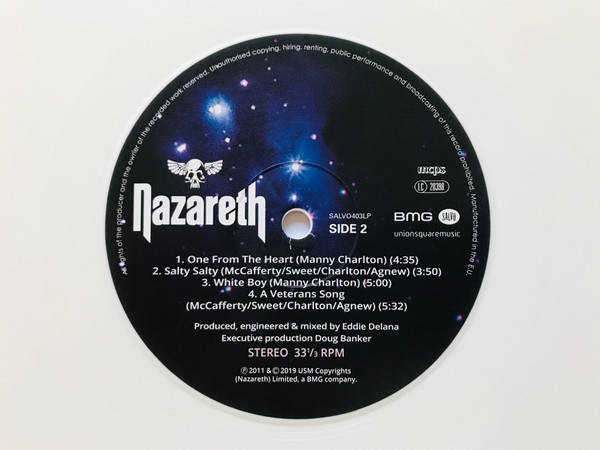 All rights of the producer and the owner of the recorded work reserved. Unauthorised copying, hiring, renting, public performance and broadcasting of this record prohibited. Manufactured in the E.U.
Nazareth
mcps
LC 28398
SALVO403LP
SIDE 2
BMG SALVO
unionsquaremusic
1. One From The Heart (Manny Charlton) (4:35)
2. Salty Salty (McCafferty/Sweet/Charlton/Agnew) (3:50)
3. White Boy (Manny Charlton) (5:00)
4. A Veterans Song
(McCafferty/Sweet/Charlton/Agnew) (5:32)
Produced, engineered & mixed by Eddie Delana
Executive production Doug Banker
STEREO 33⅓ RPM
℗ 2011 & © 2019 USM Copyrights
(Nazareth) Limited, a BMG company.